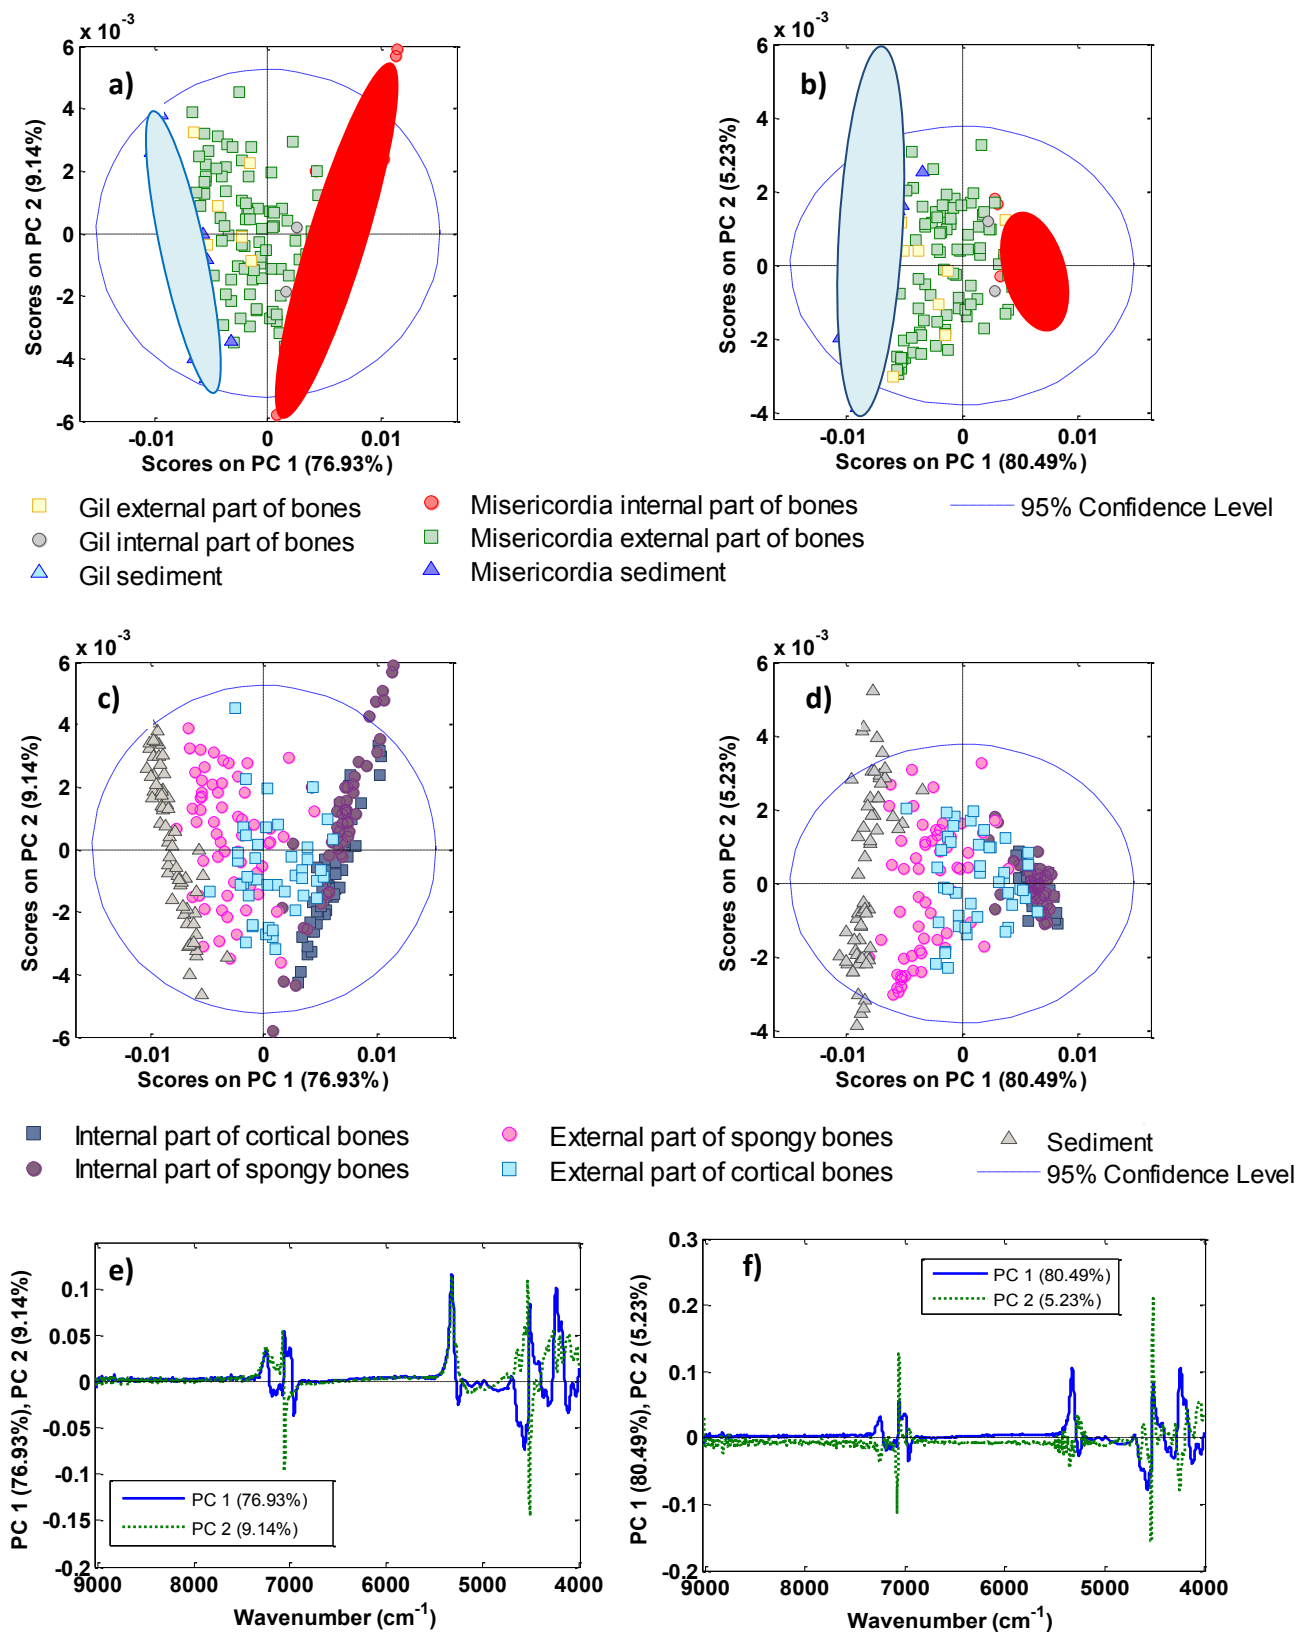 x 10-3
a)
6
4
2
0
-2
-4
-6
-0.01 0 0.01
Scores on PC 2 (9.14%)
Scores on PC 1 (76.93%)
x 10-3
b)
6
4
2
0
-2
-4
-0.01 0 0.01
Scores on PC 2 (5.23%)
Scores on PC 1 (80.49%)
Gil external part of bones
Gil internal part of bones
Gil sediment
Misericordia internal part of bones
Misericordia external part of bones
Misericordia sediment
95% Confidence Level
x 10-3
c)
6
4
2
0
-2
-4
-6
-0.01 0 0.01
Scores on PC 2 (9.14%)
Scores on PC 1 (76.93%)
x 10-3
d)
6
4
2
0
-2
-4
-0.01 0 0.01
Scores on PC 2 (5.23%)
Scores on PC 1 (80.49%)
Internal part of cortical bones
Internal part of spongy bones
External part of spongy bones
External part of cortical bones
Sediment
95% Confidence Level
e)
0.1
0.05
0
-0.05
-0.1
-0.15
-0.2
9000 8000 7000 6000 5000 4000
PC 1 (76.93%), PC 2 (9.14%)
PC 1 (76.93%)
PC 2 (9.14%)
Wavenumber (cm-1)
f)
0.3
0.2
0.1
0
-0.1
-0.2
9000 8000 7000 6000 5000 4000
PC 1 (80.49%), PC 2 (5.23%)
PC 1 (80.49%)
PC 2 (5.23%)
Wavenumber (cm-1)